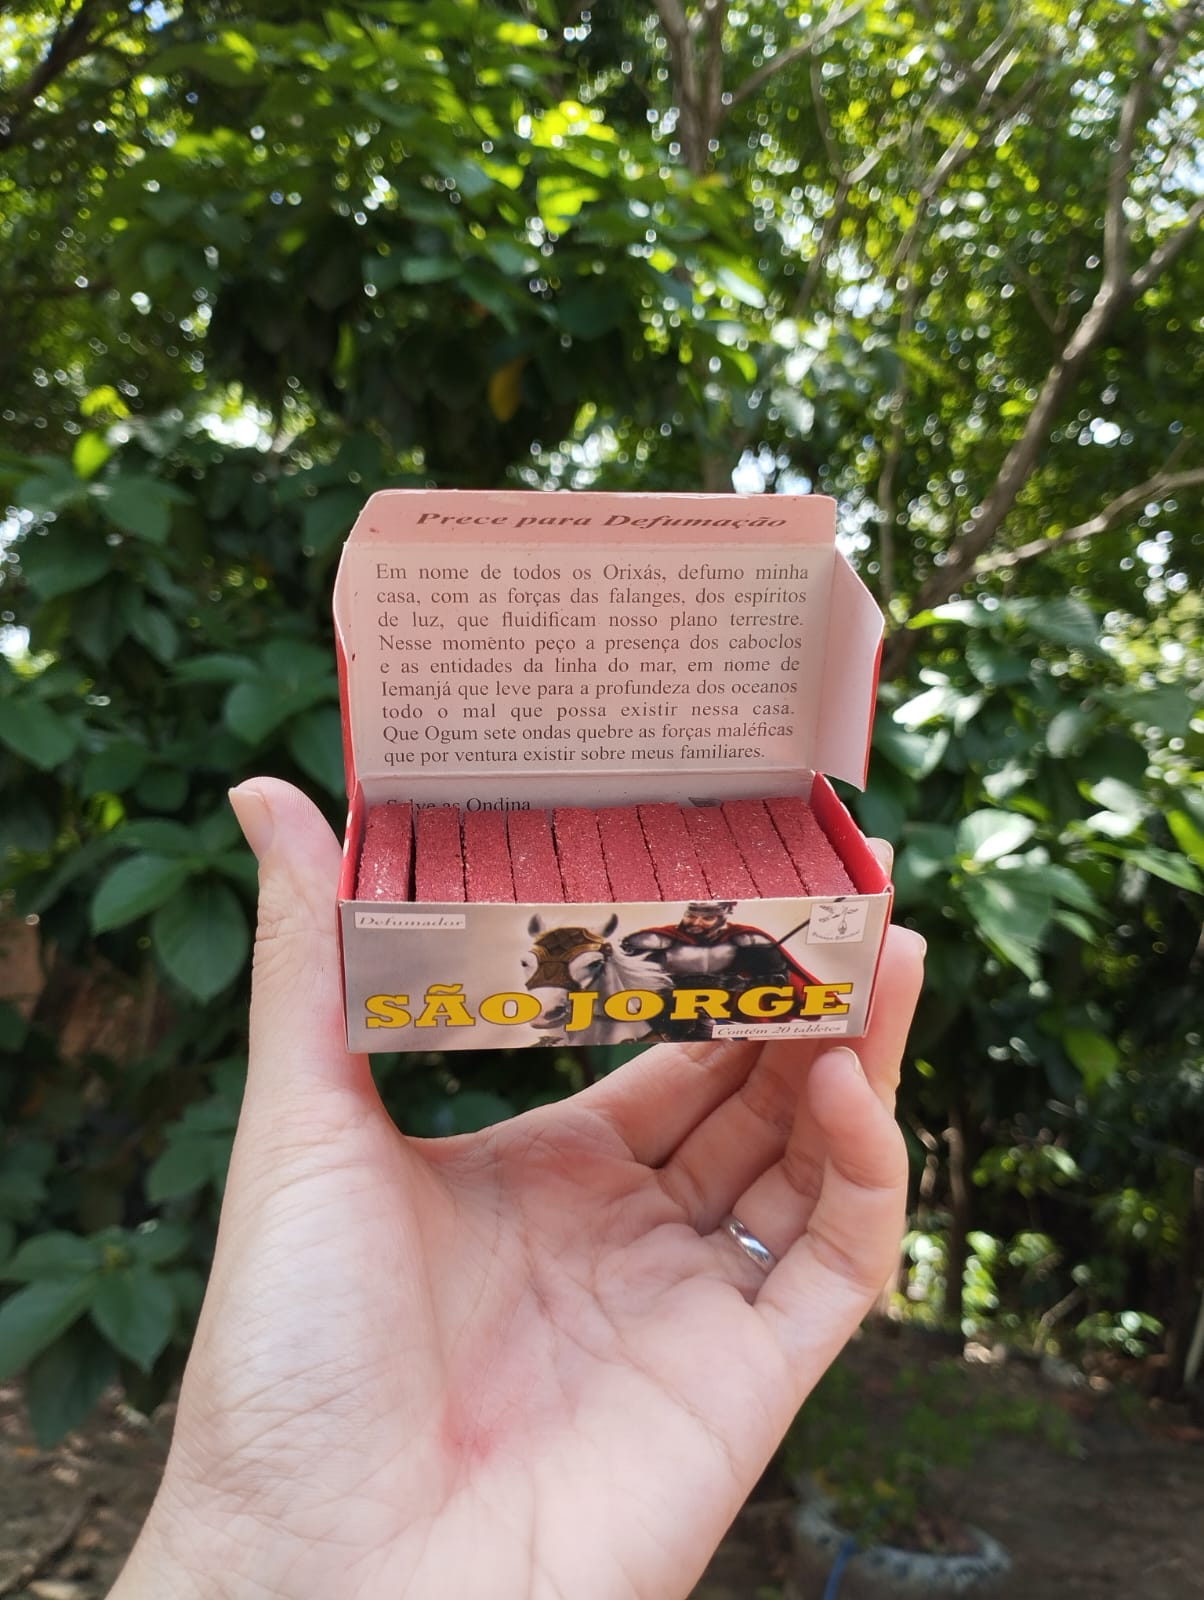 Prece para Defumação
Em nome de todos os Orixás, defumo minha
casa, com as forças das falanges, dos espíritos
de luz, que fluidificam nosso plano terrestre.
Nesse momento peço a presença dos caboclos
e as entidades da linha do mar, em nome de
Iemanjá que leve para a profundeza dos oceanos
todo o mal que possa existir nessa casa.
Que Ogum sete ondas quebre as forças maléficas
que por ventura existir sobre meus familiares.
Salve as Ondina
Defumador
SÃO JORGE
Contém 20 tabletes